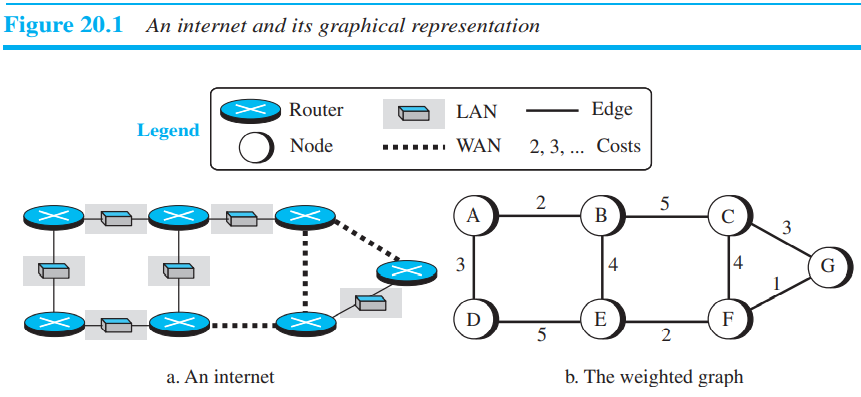 Figure 20.1 An internet and its graphical representation
Legend
Router LAN Edge
Node WAN 2, 3, ... Costs
A 2 B 5 C
3 4 4 3 G
1
D 5 E 2 F
a. An internet b. The weighted graph